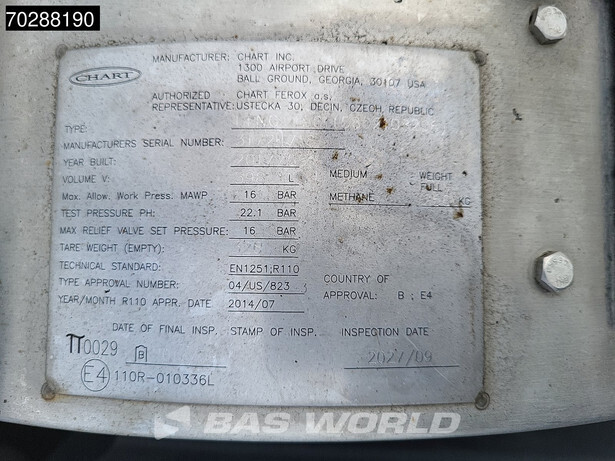 70288190
CHART
MANUFACTURER: CHART INC.
1300 AIRPORT DRIVE
BALL GROUND, GEORGIA, 30107 USA
AUTHORIZED REPRESENTATIVE: CHART FEROX a.s.
USTECKA 30, DECIN, CZECH REPUBLIC
TYPE:
MANUFACTURERS SERIAL NUMBER:
YEAR BUILT:
VOLUME V: L
MEDIUM WEIGHT FULL
Max. Allow. Work Press. MAWP 16 BAR
METHANE KG
TEST PRESSURE PH: 22.1 BAR
MAX RELIEF VALVE SET PRESSURE: 16 BAR
TARE WEIGHT (EMPTY): KG
TECHNICAL STANDARD: EN1251;R110
TYPE APPROVAL NUMBER: 04/US/823
COUNTRY OF APPROVAL: B ; E4
YEAR/MONTH R110 APPR. DATE 2014/07
DATE OF FINAL INSP. STAMP OF INSP. INSPECTION DATE
π0029 B 2027/09
E4 110R-010336L
BAS WORLD